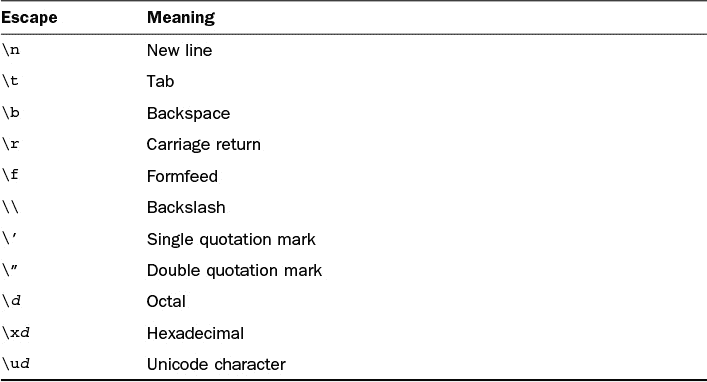 Escape Meaning
\n New line
\t Tab
\b Backspace
\r Carriage return
\f Formfeed
\\ Backslash
\’ Single quotation mark
\” Double quotation mark
\d Octal
\xd Hexadecimal
\ud Unicode character